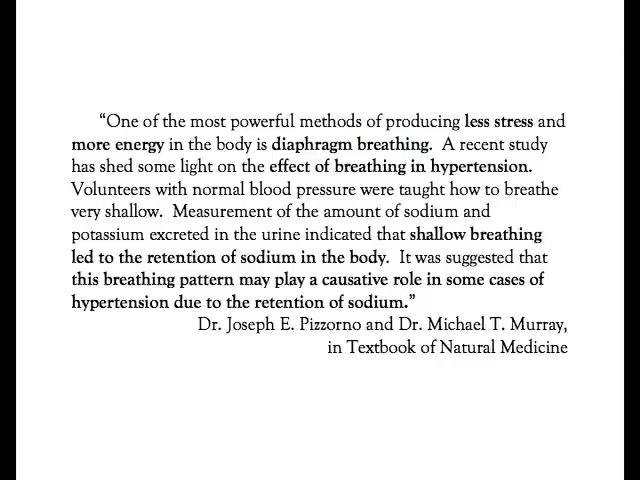 “One of the most powerful methods of producing less stress and
more energy in the body is diaphragm breathing.  A recent study
has shed some light on the effect of breathing in hypertension.
Volunteers with normal blood pressure were taught how to breathe
very shallow.  Measurement of the amount of sodium and
potassium excreted in the urine indicated that shallow breathing
led to the retention of sodium in the body.  It was suggested that
this breathing pattern may play a causative role in some cases of
hypertension due to the retention of sodium.”
Dr. Joseph E. Pizzorno and Dr. Michael T. Murray,
in Textbook of Natural Medicine